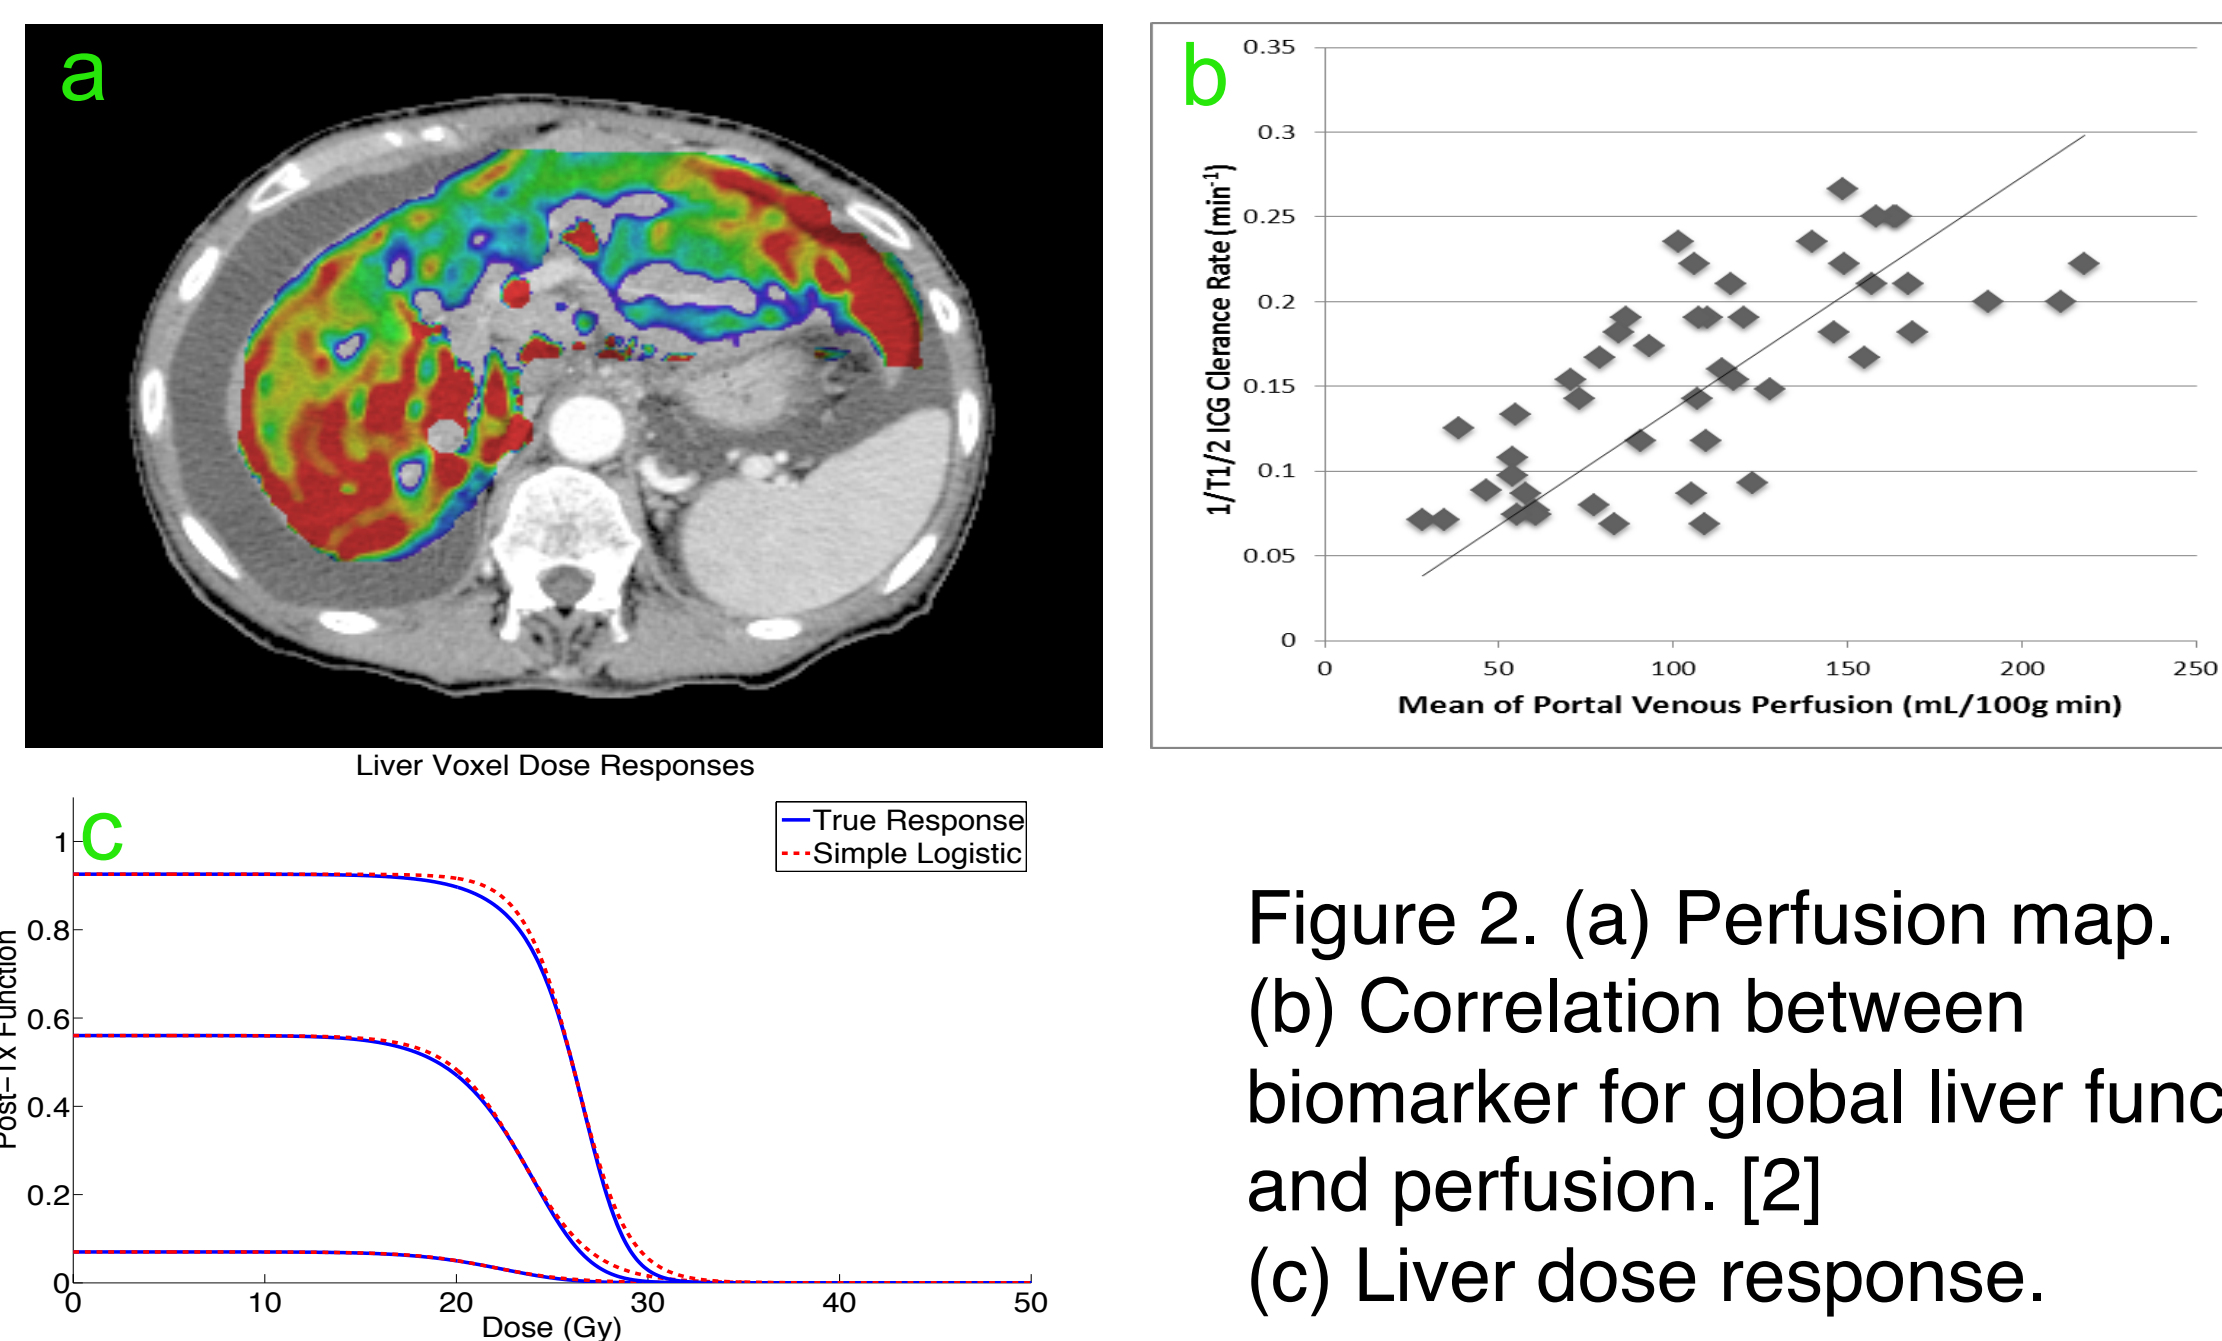 a
b
0.35
0.3
0.25
0.2
0.15
0.1
0.05
0
0 50 100 150 200 250
1/T1/2 ICG Clerance Rate (min-1)
Mean of Portal Venous Perfusion (mL/100g min)
Liver Voxel Dose Responses
c
True Response
Simple Logistic
1
0.8
0.6
0.4
0.2
0
0 10 20 30 40 50
Post-Tx Function
Dose (Gy)
Figure 2. (a) Perfusion map.
(b) Correlation between
biomarker for global liver func
and perfusion. [2]
(c) Liver dose response.